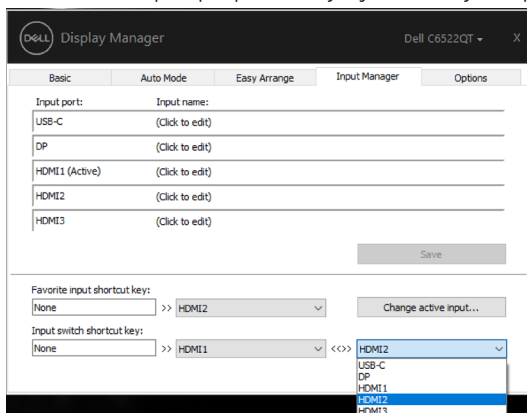 DELL Display Manager Dell C6522QT X
Basic Auto Mode Easy Arrange Input Manager Options
Input port: Input name:
USB-C (Click to edit)
DP (Click to edit)
HDMI1 (Active) (Click to edit)
HDMI2 (Click to edit)
HDMI3 (Click to edit)
Save
Favorite input shortcut key:
None >> HDMI2 Change active input...
Input switch shortcut key:
None >> HDMI1 <<>> HDMI2
USB-C
DP
HDMI1
HDMI2
HDMI3